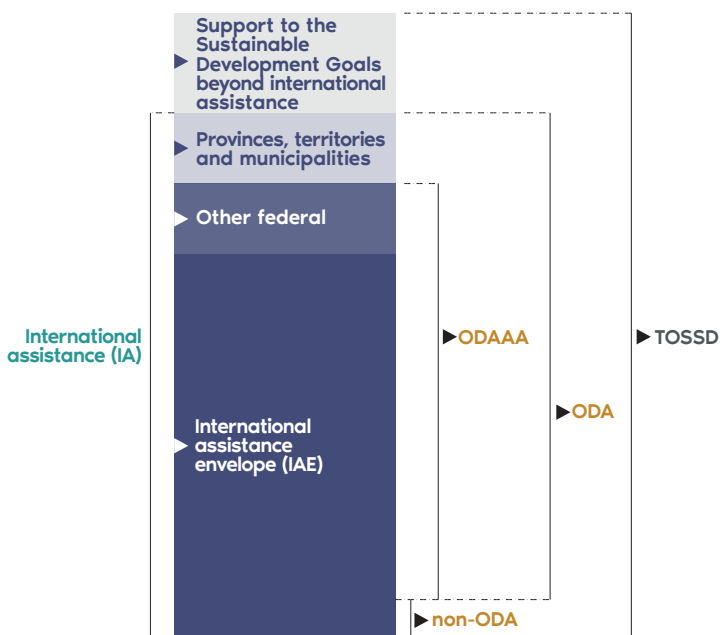 Support to the
Sustainable
Development Goals
beyond international
assistance
Provinces, territories
and municipalities
Other federal
International
assistance (IA)
ODAAA
TOSSD
ODA
International
assistance
envelope (IAE)
non-ODA